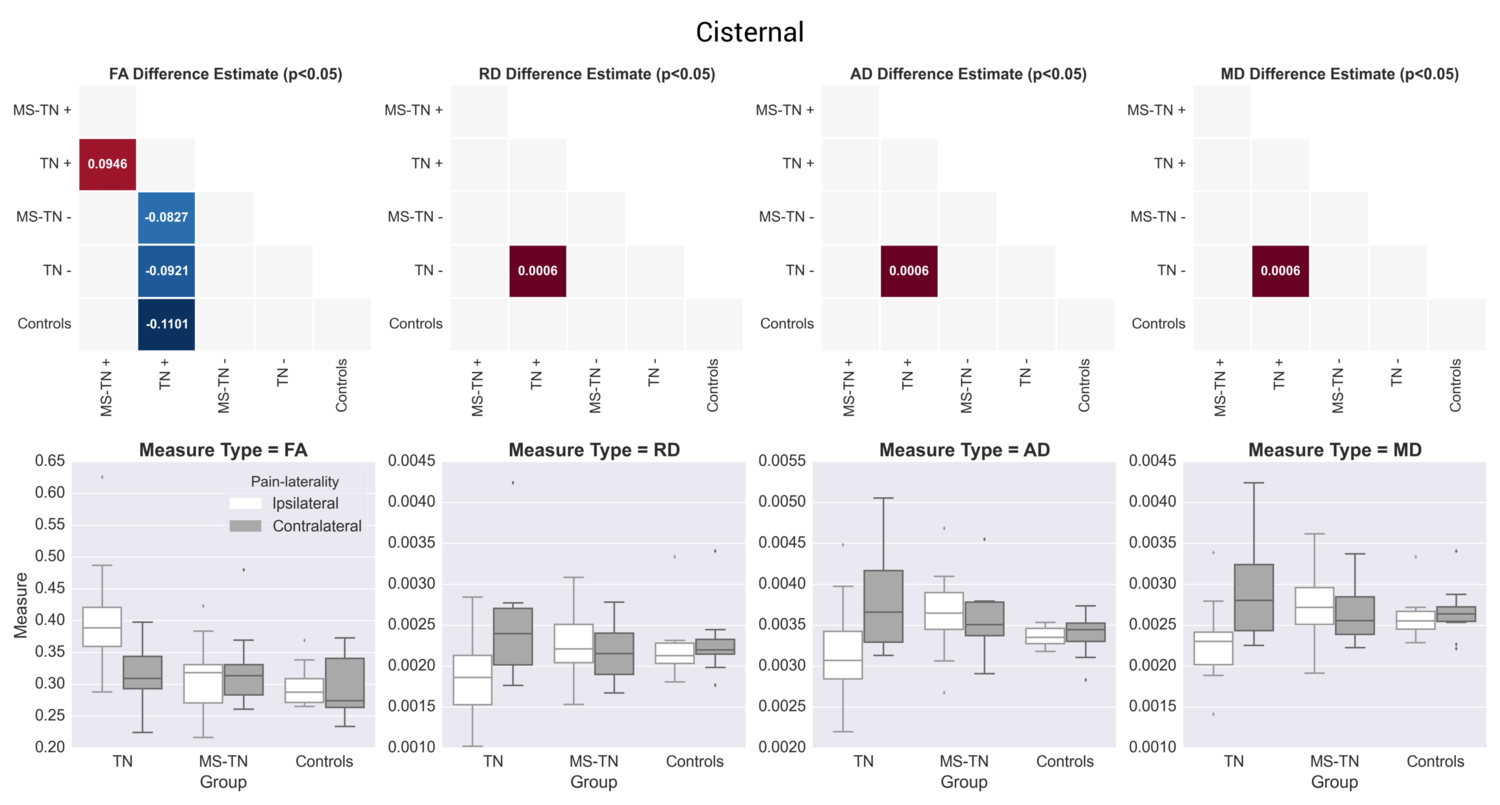 Cisternal
FA Difference Estimate (p<0.05)
MS-TN +
TN +
MS-TN -
TN -
Controls
0.0946
-0.0827
-0.0921
-0.1101
MS-TN +
TN +
MS-TN -
TN -
Controls
RD Difference Estimate (p<0.05)
MS-TN +
TN +
MS-TN -
TN -
Controls
0.0006
MS-TN +
TN +
MS-TN -
TN -
Controls
AD Difference Estimate (p<0.05)
MS-TN +
TN +
MS-TN -
TN -
Controls
0.0006
MS-TN +
TN +
MS-TN -
TN -
Controls
MD Difference Estimate (p<0.05)
MS-TN +
TN +
MS-TN -
TN -
Controls
0.0006
MS-TN +
TN +
MS-TN -
TN -
Controls
Measure Type = FA
Measure
0.65
0.60
0.55
0.50
0.45
0.40
0.35
0.30
0.25
0.20
Pain-laterality
Ipsilateral
Contralateral
TN MS-TN Controls
Group
Measure Type = RD
0.0045
0.0040
0.0035
0.0030
0.0025
0.0020
0.0015
0.0010
TN MS-TN Controls
Group
Measure Type = AD
0.0055
0.0050
0.0045
0.0040
0.0035
0.0030
0.0025
0.0020
TN MS-TN Controls
Group
Measure Type = MD
0.0045
0.0040
0.0035
0.0030
0.0025
0.0020
0.0015
0.0010
TN MS-TN Controls
Group